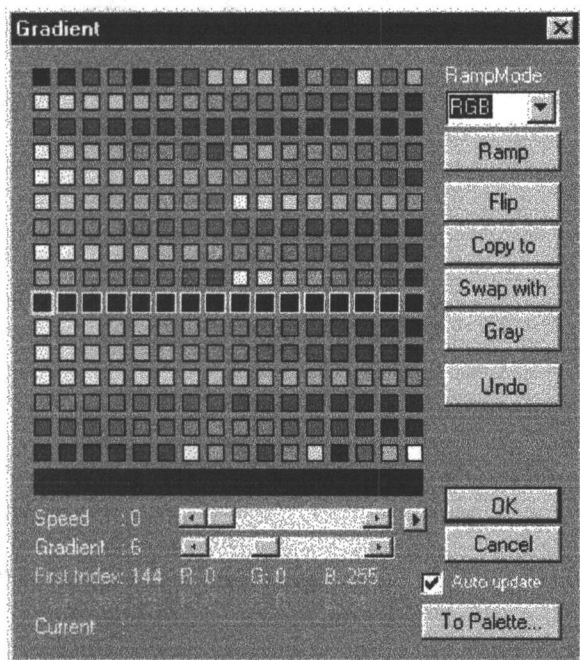 Gradient
RampMode:
RGB
Ramp
Flip
Copy to
Swap with
Gray
Undo
OK
Cancel
Auto update
To Palette...
Speed : 0
Gradient : 6
First Index: 144 R: 0 G: 0 B: 255
Current :